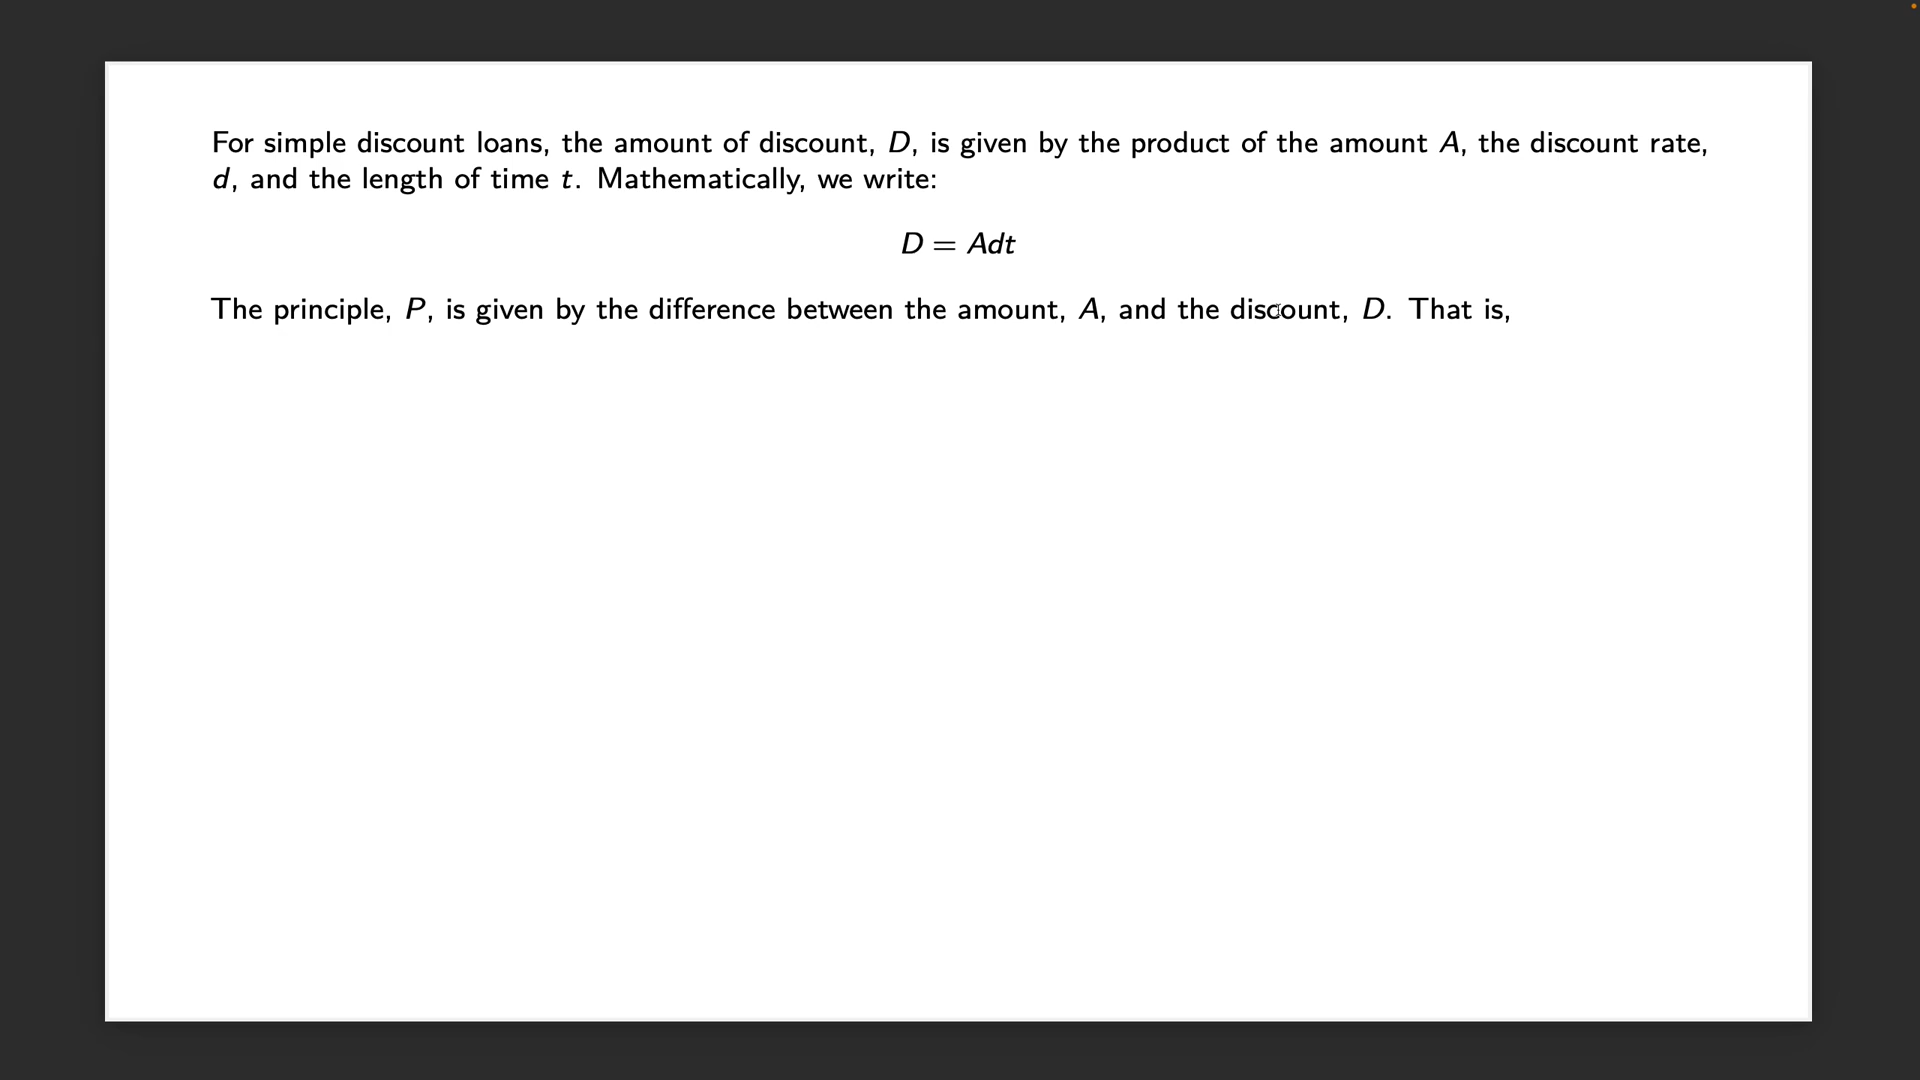 For simple discount loans, the amount of discount, D, is given by the product of the amount A, the discount rate,
d, and the length of time t. Mathematically, we write:
D = Adt
The principle, P, is given by the difference between the amount, A, and the discount, D. That is,